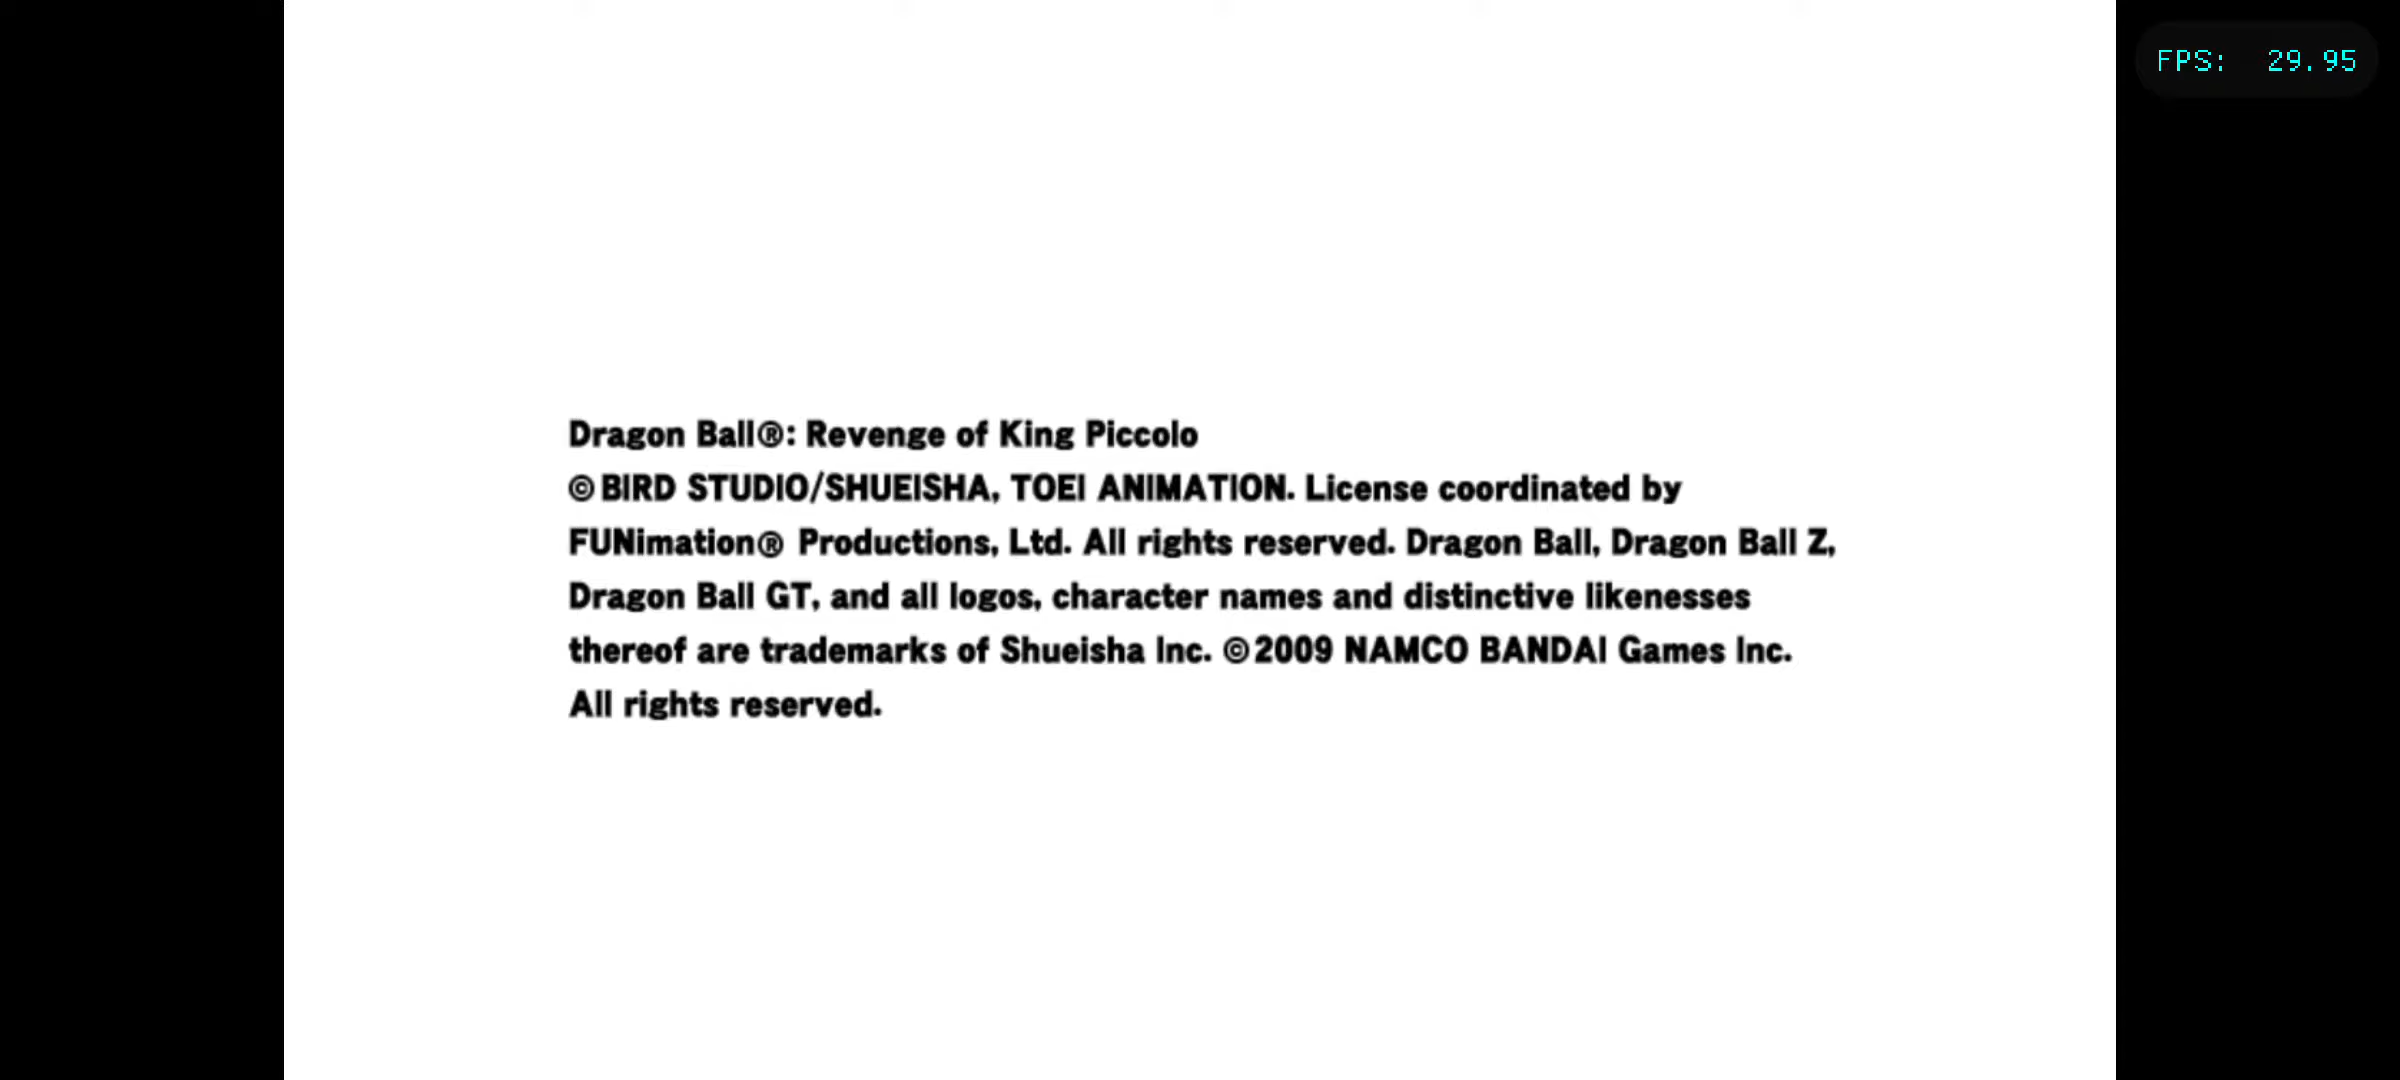 FPS: 29.95
Dragon Ball®: Revenge of King Piccolo
©BIRD STUDIO/SHUEISHA, TOEI ANIMATION. License coordinated by
FUNimation® Productions, Ltd. All rights reserved. Dragon Ball, Dragon Ball Z,
Dragon Ball GT, and all logos, character names and distinctive likenesses
thereof are trademarks of Shueisha Inc. ©2009 NAMCO BANDAI Games Inc.
All rights reserved.